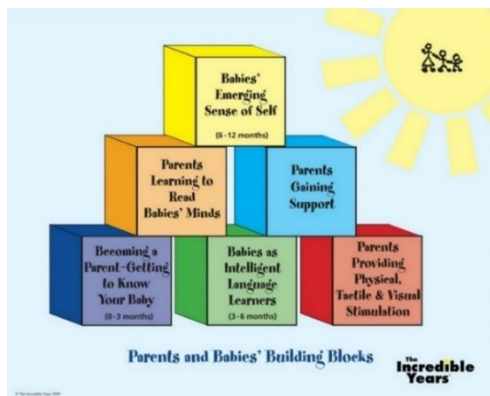 Babies'
Emerging
Sense of Self
(6-12 months)
Parents
Learning to
Read
Babies' Minds
Parents
Gaining
Support
Becoming a
Parent-Getting
to Know
Your Baby
(0-3 months)
Babies as
Intelligent
Language
Learners
(3-6 months)
Parents
Providing
Physical,
Tactile & Visual
Stimulation
Parents and Babies' Building Blocks
The
Incredible
Years